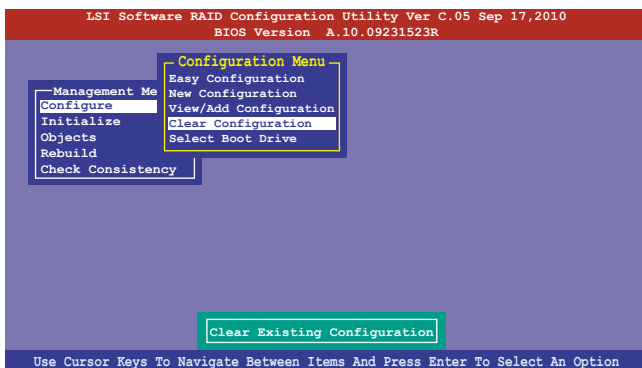 LSI Software RAID Configuration Utility Ver C.05 Sep 17,2010
BIOS Version A.10.09231523R
Configuration Menu
Easy Configuration
New Configuration
View/Add Configuration
Clear Configuration
Select Boot Drive
Management Me
Configure
Initialize
Objects
Rebuild
Check Consistency
Clear Existing Configuration
Use Cursor Keys To Navigate Between Items And Press Enter To Select An Option